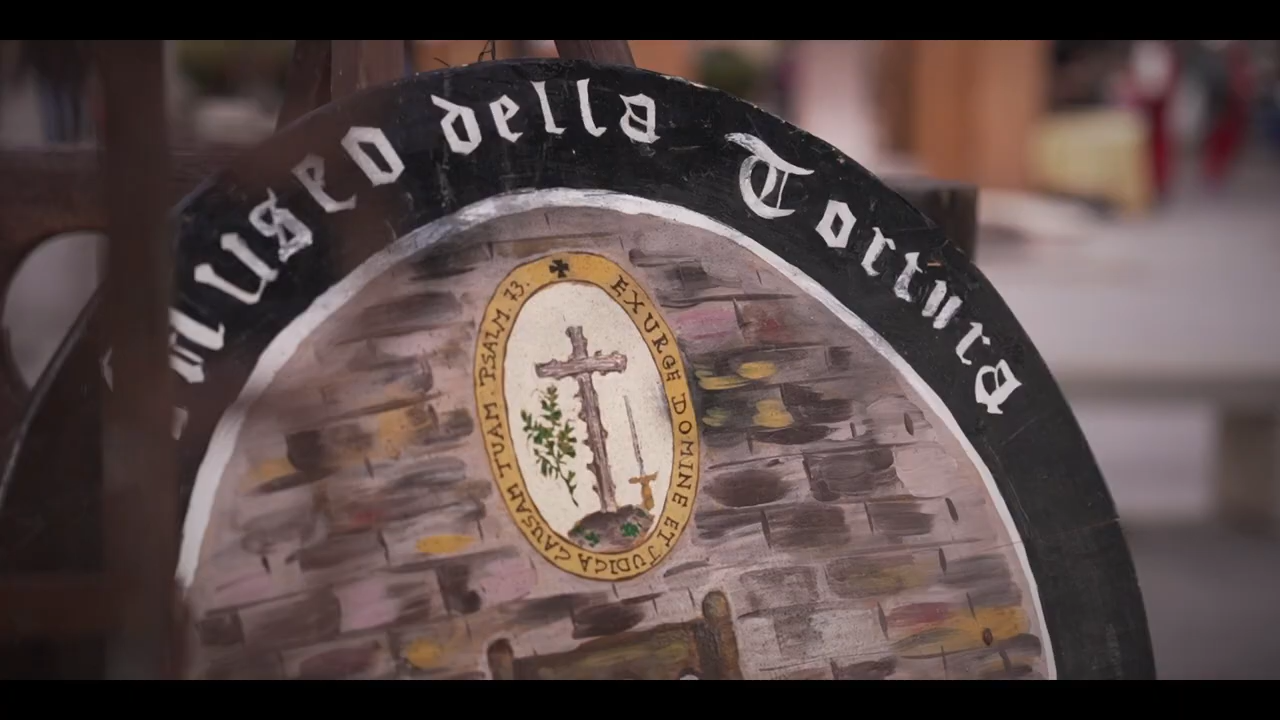 Museo della Tortura
✠ EXURGE DOMINE ET JUDICA CAUSAM TUAM . PSALM. 73.